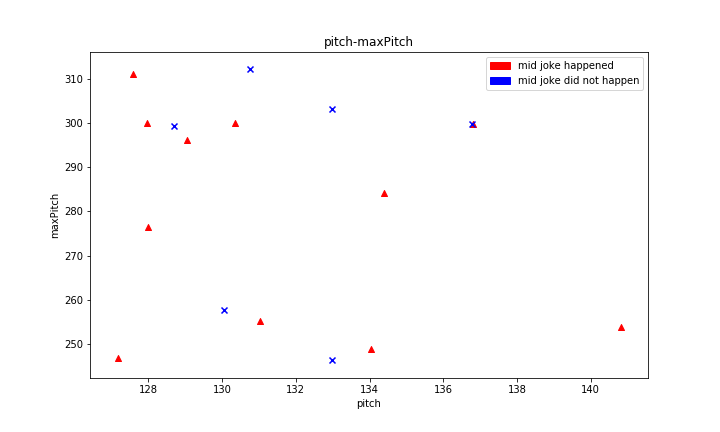 pitch-maxPitch
mid joke happened
mid joke did not happen
310
300
290
280
270
260
250
maxPitch
128 130 132 134 136 138 140
pitch